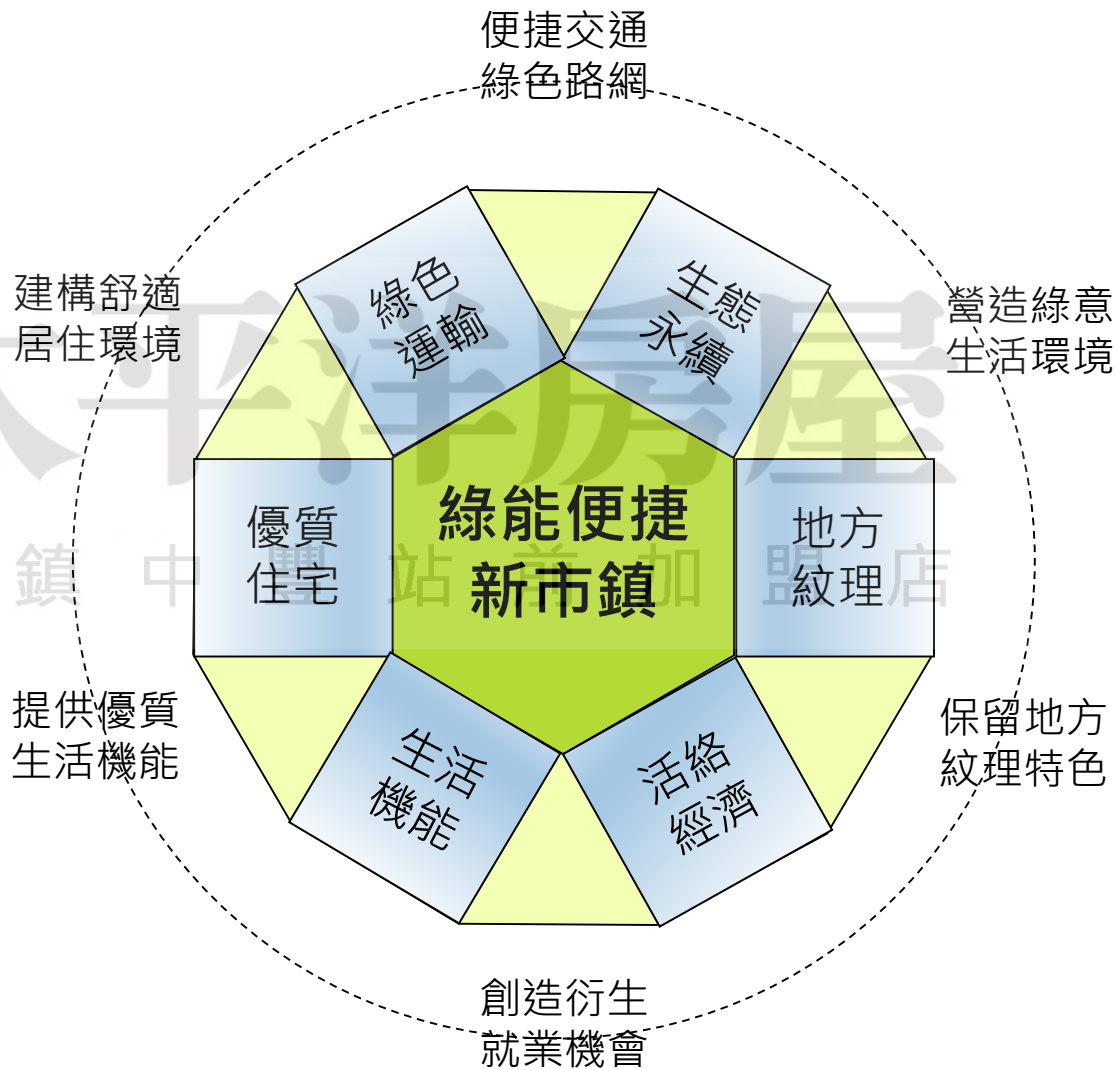 便捷交通
綠色路網
綠色
運輸
生態
永續
建構舒適
居住環境
營造綠意
生活環境
太平洋房屋
優質
住宅
綠能便捷
新市鎮
地方
紋理
鎮中豐站前加盟店
提供優質
生活機能
生活
機能
活絡
經濟
保留地方
紋理特色
創造衍生
就業機會